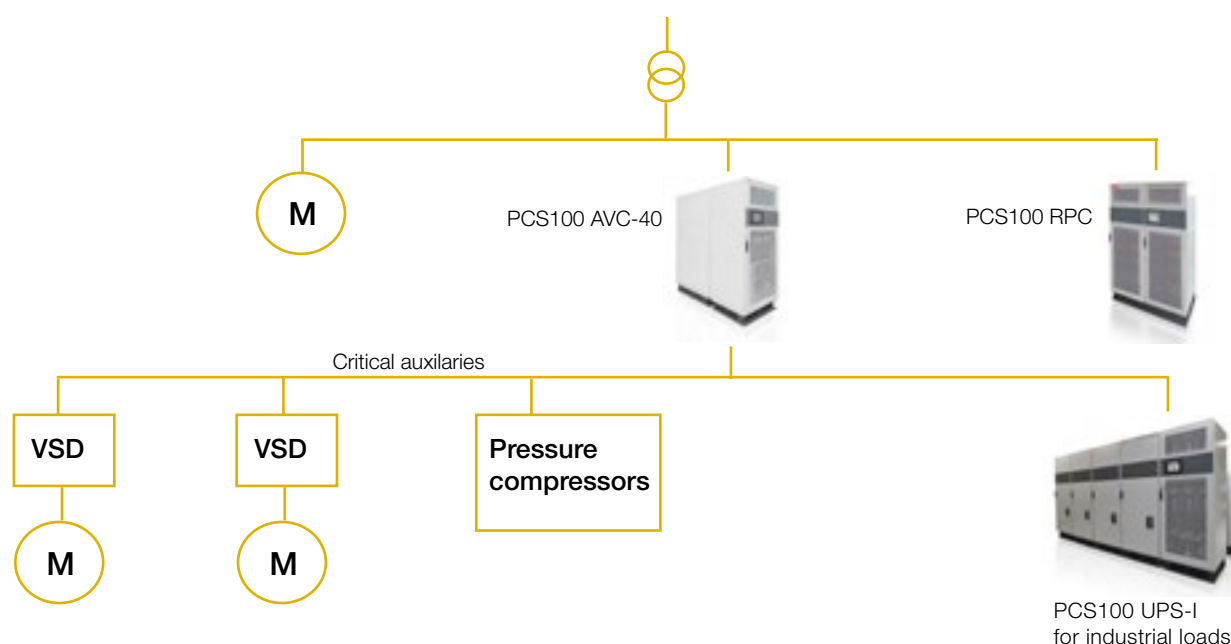 M
PCS100 AVC-40
PCS100 RPC
Critical auxilaries
VSD
VSD
Pressure
compressors
M
M
PCS100 UPS-I
for industrial loads